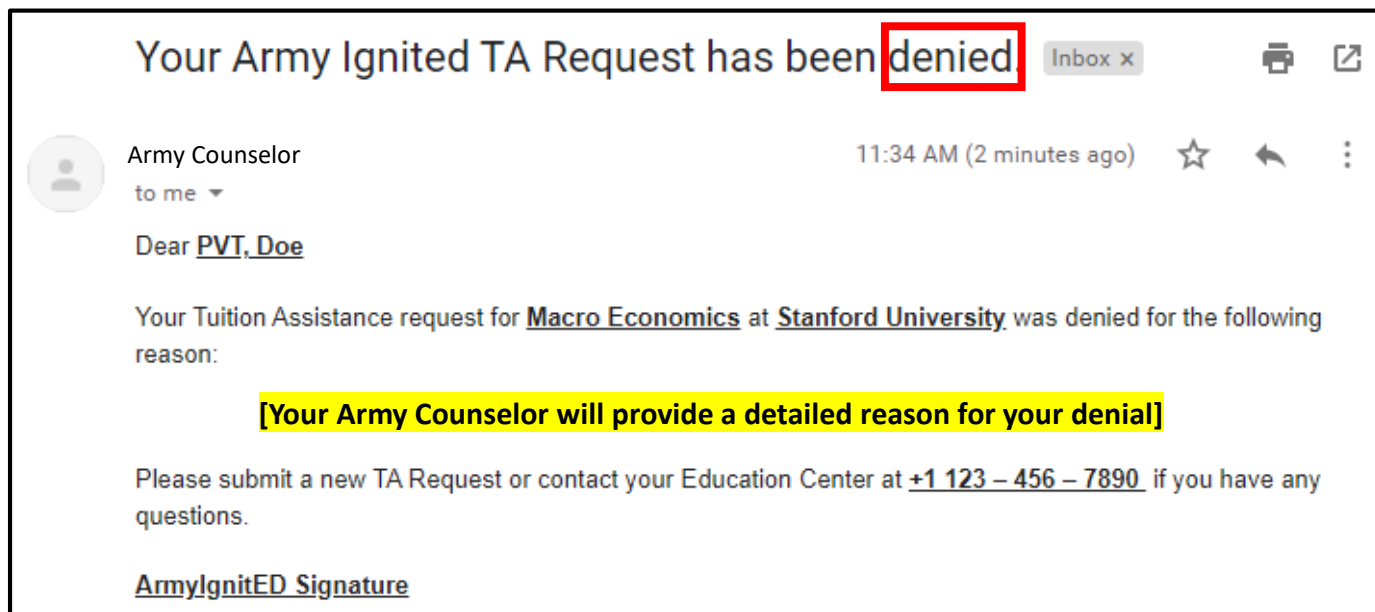 Your Army Ignited TA Request has been denied. Inbox x
Army Counselor 11:34 AM (2 minutes ago)
to me
Dear PVT, Doe
Your Tuition Assistance request for Macro Economics at Stanford University was denied for the following
reason:
[Your Army Counselor will provide a detailed reason for your denial]
Please submit a new TA Request or contact your Education Center at +1 123 – 456 – 7890 if you have any
questions.
ArmyIgnitED Signature